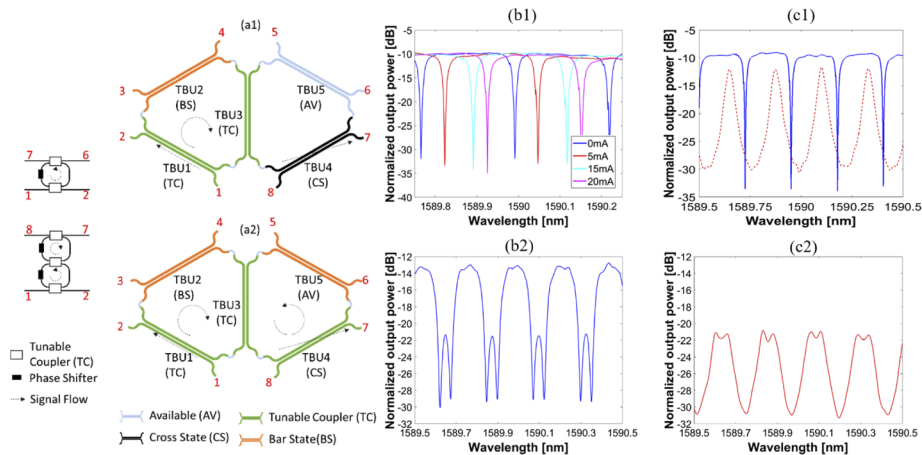 (a1)
4
5
TBU2
(BS)
TBU5
(AV)
3
TBU3
(TC)
6
2
7
TBU1
(TC)
TBU4
(CS)
1
8
7
6
1
2
8
7
1
2
(a2)
4
5
TBU2
(BS)
TBU5
(AV)
3
TBU3
(TC)
6
2
7
TBU1
(TC)
TBU4
(CS)
1
8
Tunable
Coupler (TC)
Phase Shifter
Signal Flow
Available (AV)
Tunable Coupler (TC)
Cross State (CS)
Bar State(BS)
(b1)
Normalized output power [dB]
-5
-10
-15
-20
-25
-30
-35
-40
0mA
5mA
15mA
20mA
1589.8 1589.9 1590 1590.1 1590.2
Wavelength [nm]
(c1)
Normalized output power [dB]
-5
-10
-15
-20
-25
-30
-35
1589.5 1589.75 1590 1590.25 1590.5
Wavelength [nm]
(b2)
Normalized output power [dB]
-12
-14
-16
-18
-20
-22
-24
-26
-28
-30
-32
1589.5 1589.7 1589.9 1590.1 1590.3 1590.5
Wavelength [nm]
(c2)
Normalized output power [dB]
-12
-14
-16
-18
-20
-22
-24
-26
-28
-30
-32
1589.5 1589.7 1589.9 1590.1 1590.3 1590.5
Wavelength [nm]